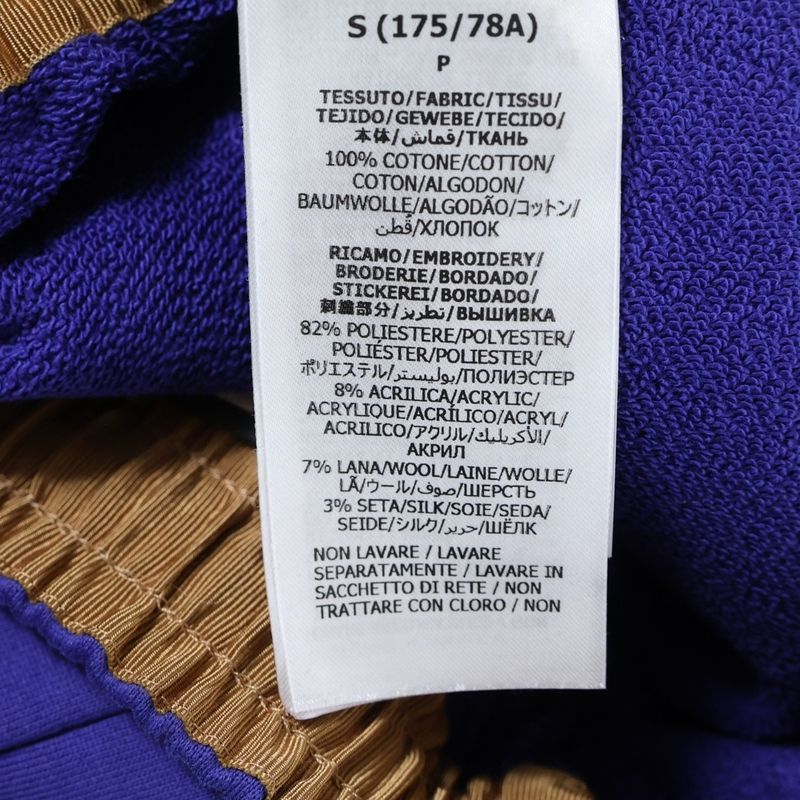 S (175/78A)
P
TESSUTO/FABRIC/TISSU/
TEJIDO/GEWEBE/TECIDO/
本体/قماش/ТКАНЬ
100% COTONE/COTTON/
COTON/ALGODON/
BAUMWOLLE/ALGODÃO/コットン/
قُطن/ХЛОПОК
RICAMO/EMBROIDERY/
BRODERIE/BORDADO/
STICKEREI/BORDADO/
刺繍部分/تطريز/ВЫШИВКА
82% POLIESTERE/POLYESTER/
POLIÉSTER/POLIESTER/
ポリエステル/بوليستر/ПОЛИЭСТЕР
8% ACRILICA/ACRYLIC/
ACRYLIQUE/ACRÍLICO/ACRYL/
ACRILICO/アクリル/الأكريليك/
АКРИЛ
7% LANA/WOOL/LAINE/WOLLE/
LÃ/ウール/صوف/ШЕРСТЬ
3% SETA/SILK/SOIE/SEDA/
SEIDE/シルク/حرير/ШЁЛК
NON LAVARE / LAVARE
SEPARATAMENTE / LAVARE IN
SACCHETTO DI RETE / NON
TRATTARE CON CLORO / NON